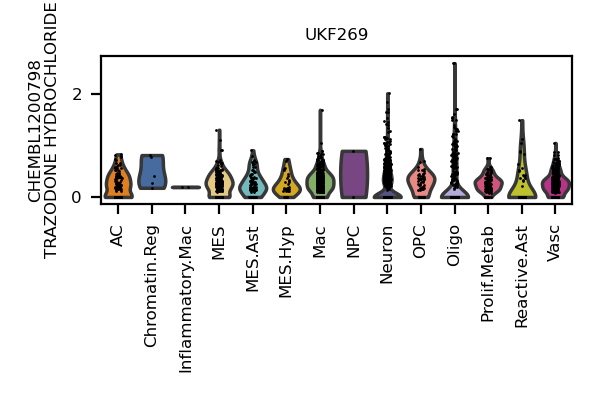 UKF269
CHEMBL1200798
TRAZODONE HYDROCHLORIDE
2
0
AC
Chromatin.Reg
Inflammatory.Mac
MES
MES.Ast
MES.Hyp
Mac
NPC
Neuron
OPC
Oligo
Prolif.Metab
Reactive.Ast
Vasc